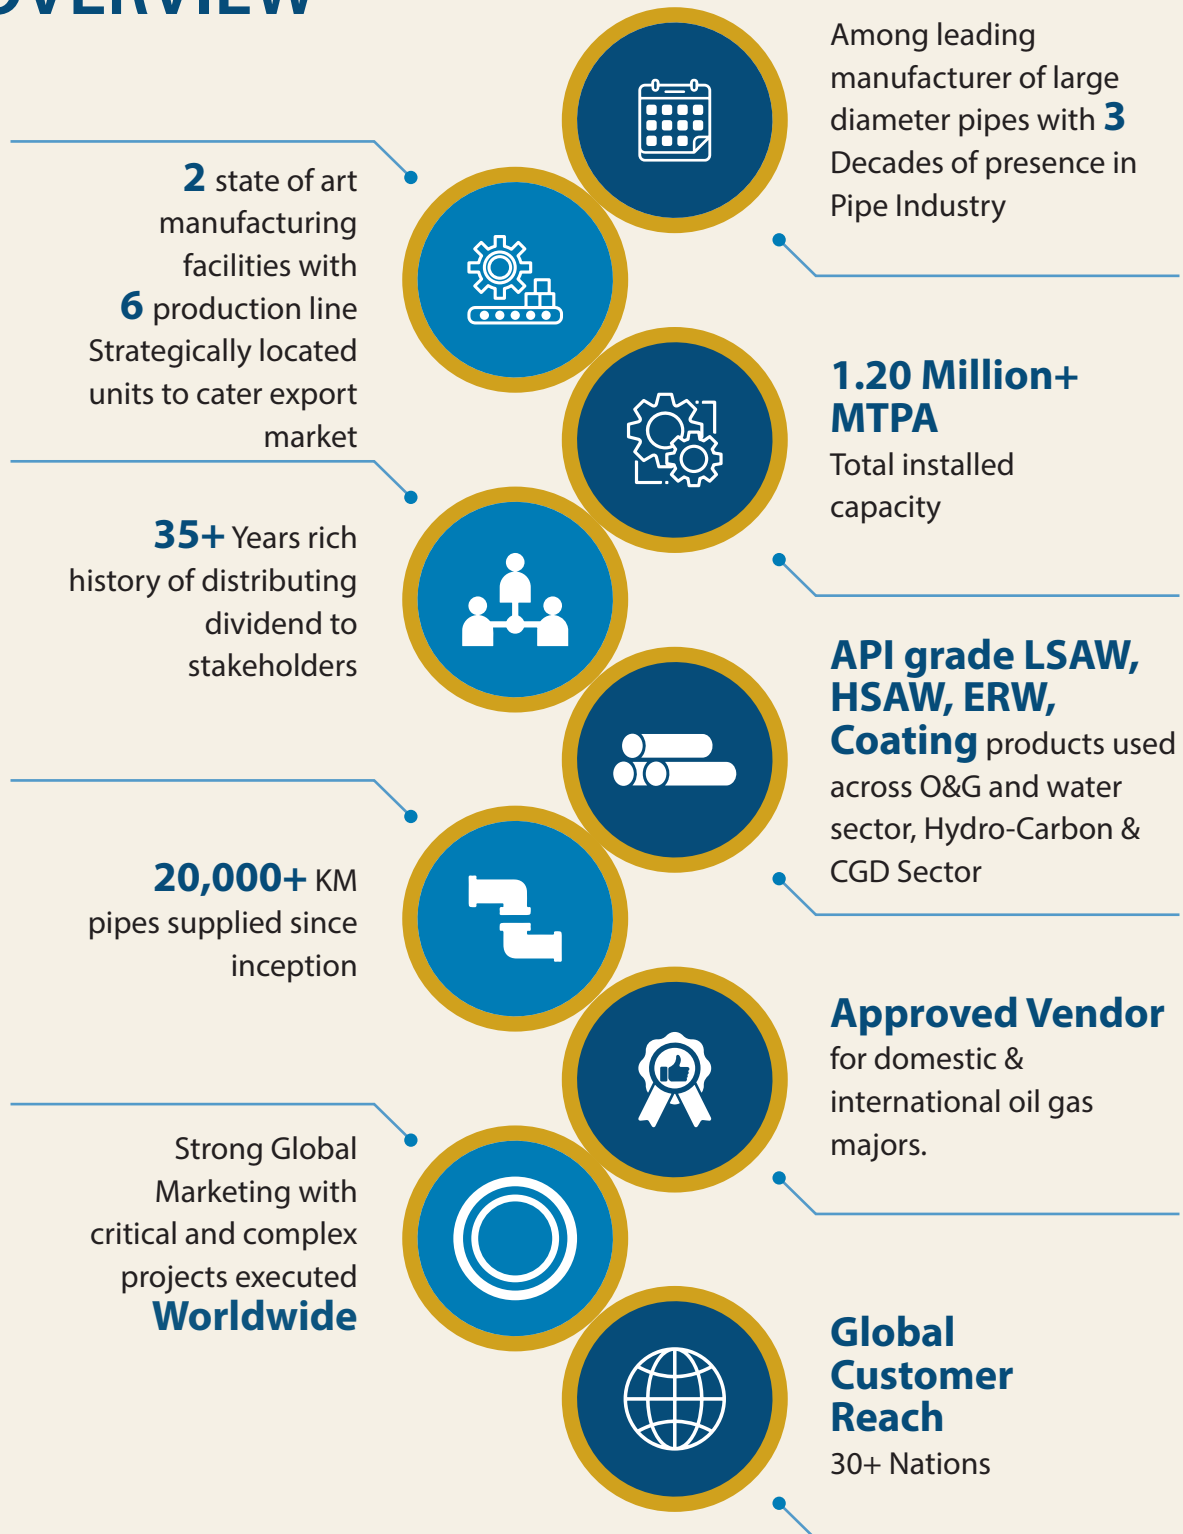 OVERVIEW
Among leading
manufacturer of large
diameter pipes with 3
Decades of presence in
Pipe Industry
2 state of art
manufacturing
facilities with
6 production line
Strategically located
units to cater export
market
1.20 Million+
MTPA
Total installed
capacity
35+ Years rich
history of distributing
dividend to
stakeholders
API grade LSAW,
HSAW, ERW,
Coating products used
across O&G and water
sector, Hydro-Carbon &
CGD Sector
20,000+ KM
pipes supplied since
inception
Approved Vendor
for domestic &
international oil gas
majors.
Strong Global
Marketing with
critical and complex
projects executed
Worldwide
Global
Customer
Reach
30+ Nations